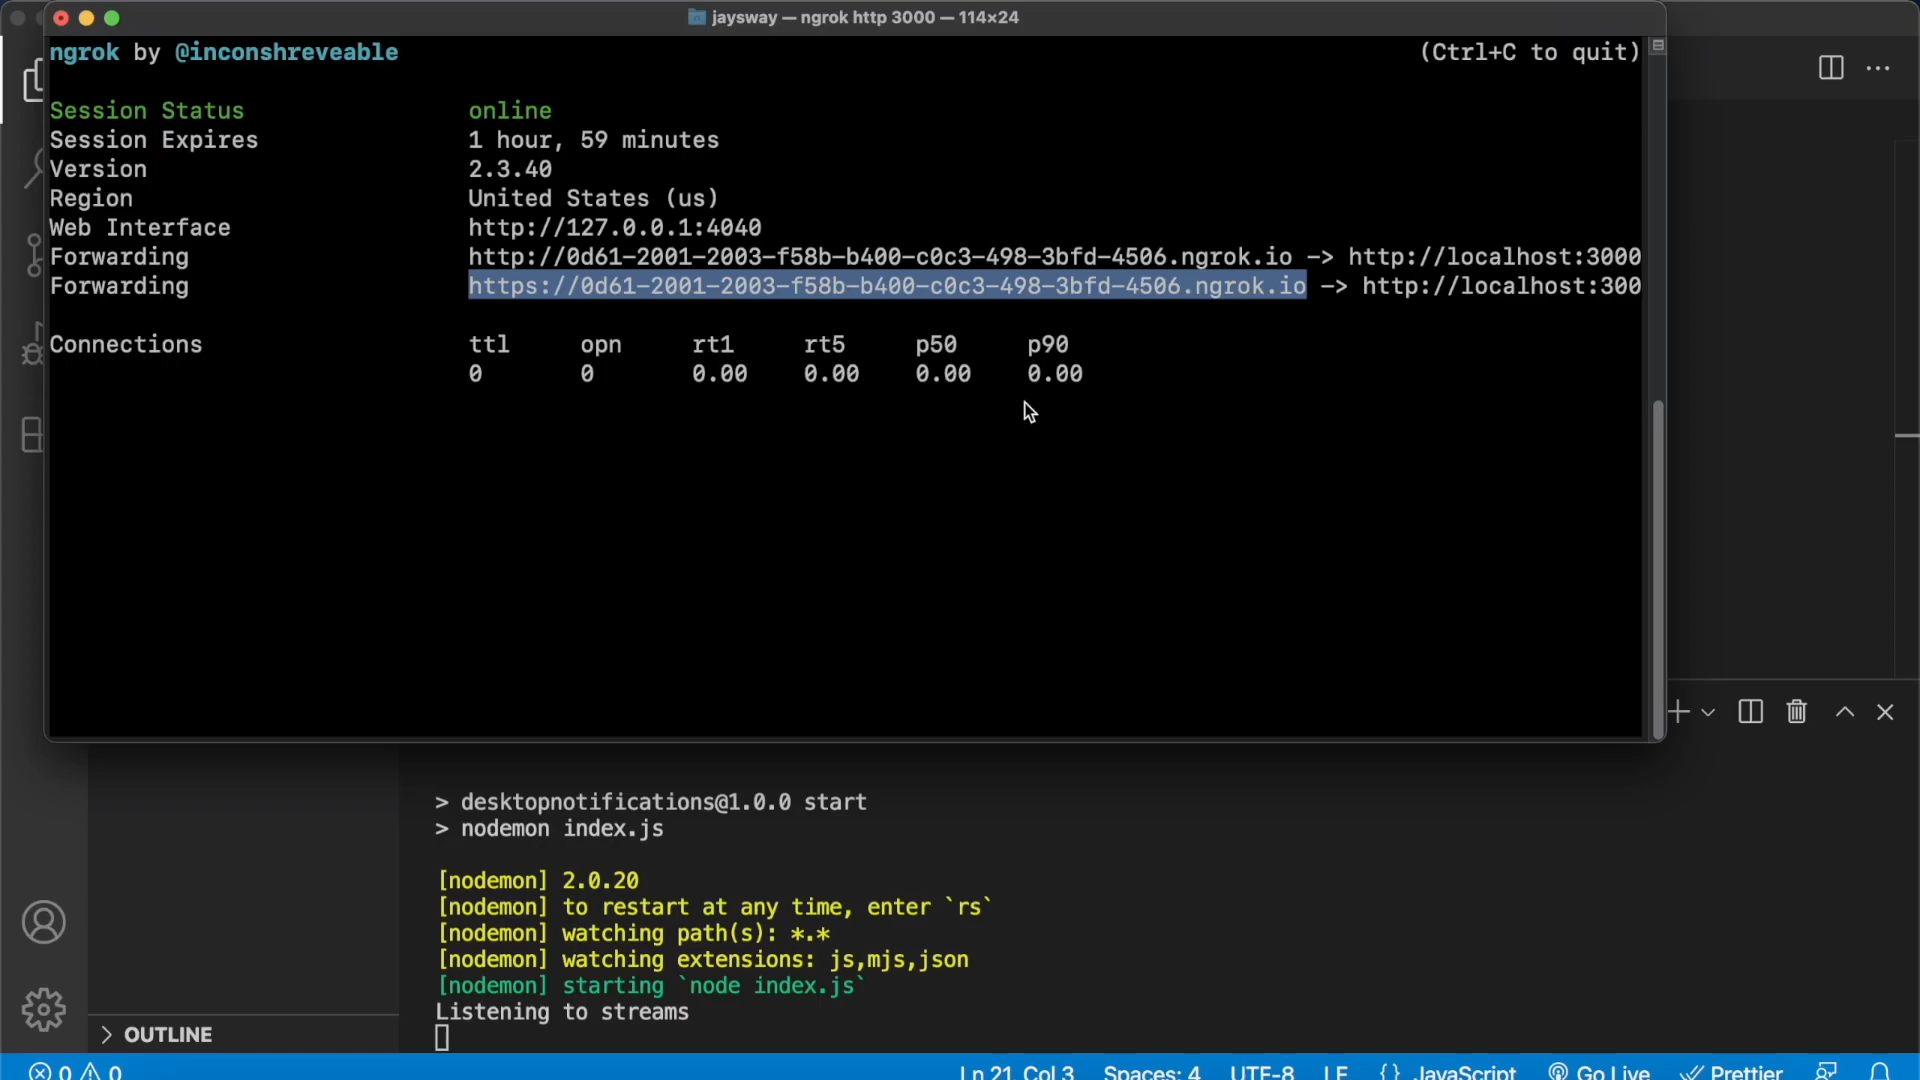 jaysway — ngrok http 3000 — 114×24
ngrok by @inconshreveable (Ctrl+C to quit)
Session Status online
Session Expires 1 hour, 59 minutes
Version 2.3.40
Region United States (us)
Web Interface http://127.0.0.1:4040
Forwarding http://0d61-2001-2003-f58b-b400-c0c3-498-3bfd-4506.ngrok.io -> http://localhost:3000
Forwarding https://0d61-2001-2003-f58b-b400-c0c3-498-3bfd-4506.ngrok.io -> http://localhost:300
Connections ttl opn rt1 rt5 p50 p90
0 0 0.00 0.00 0.00 0.00
> desktopnotifications@1.0.0 start
> nodemon index.js
[nodemon] 2.0.20
[nodemon] to restart at any time, enter `rs`
[nodemon] watching path(s): *.*
[nodemon] watching extensions: js,mjs,json
[nodemon] starting `node index.js`
Listening to streams
OUTLINE
0 0 Ln 21, Col 3 Spaces: 4 UTF-8 LF {} JavaScript Go Live Prettier